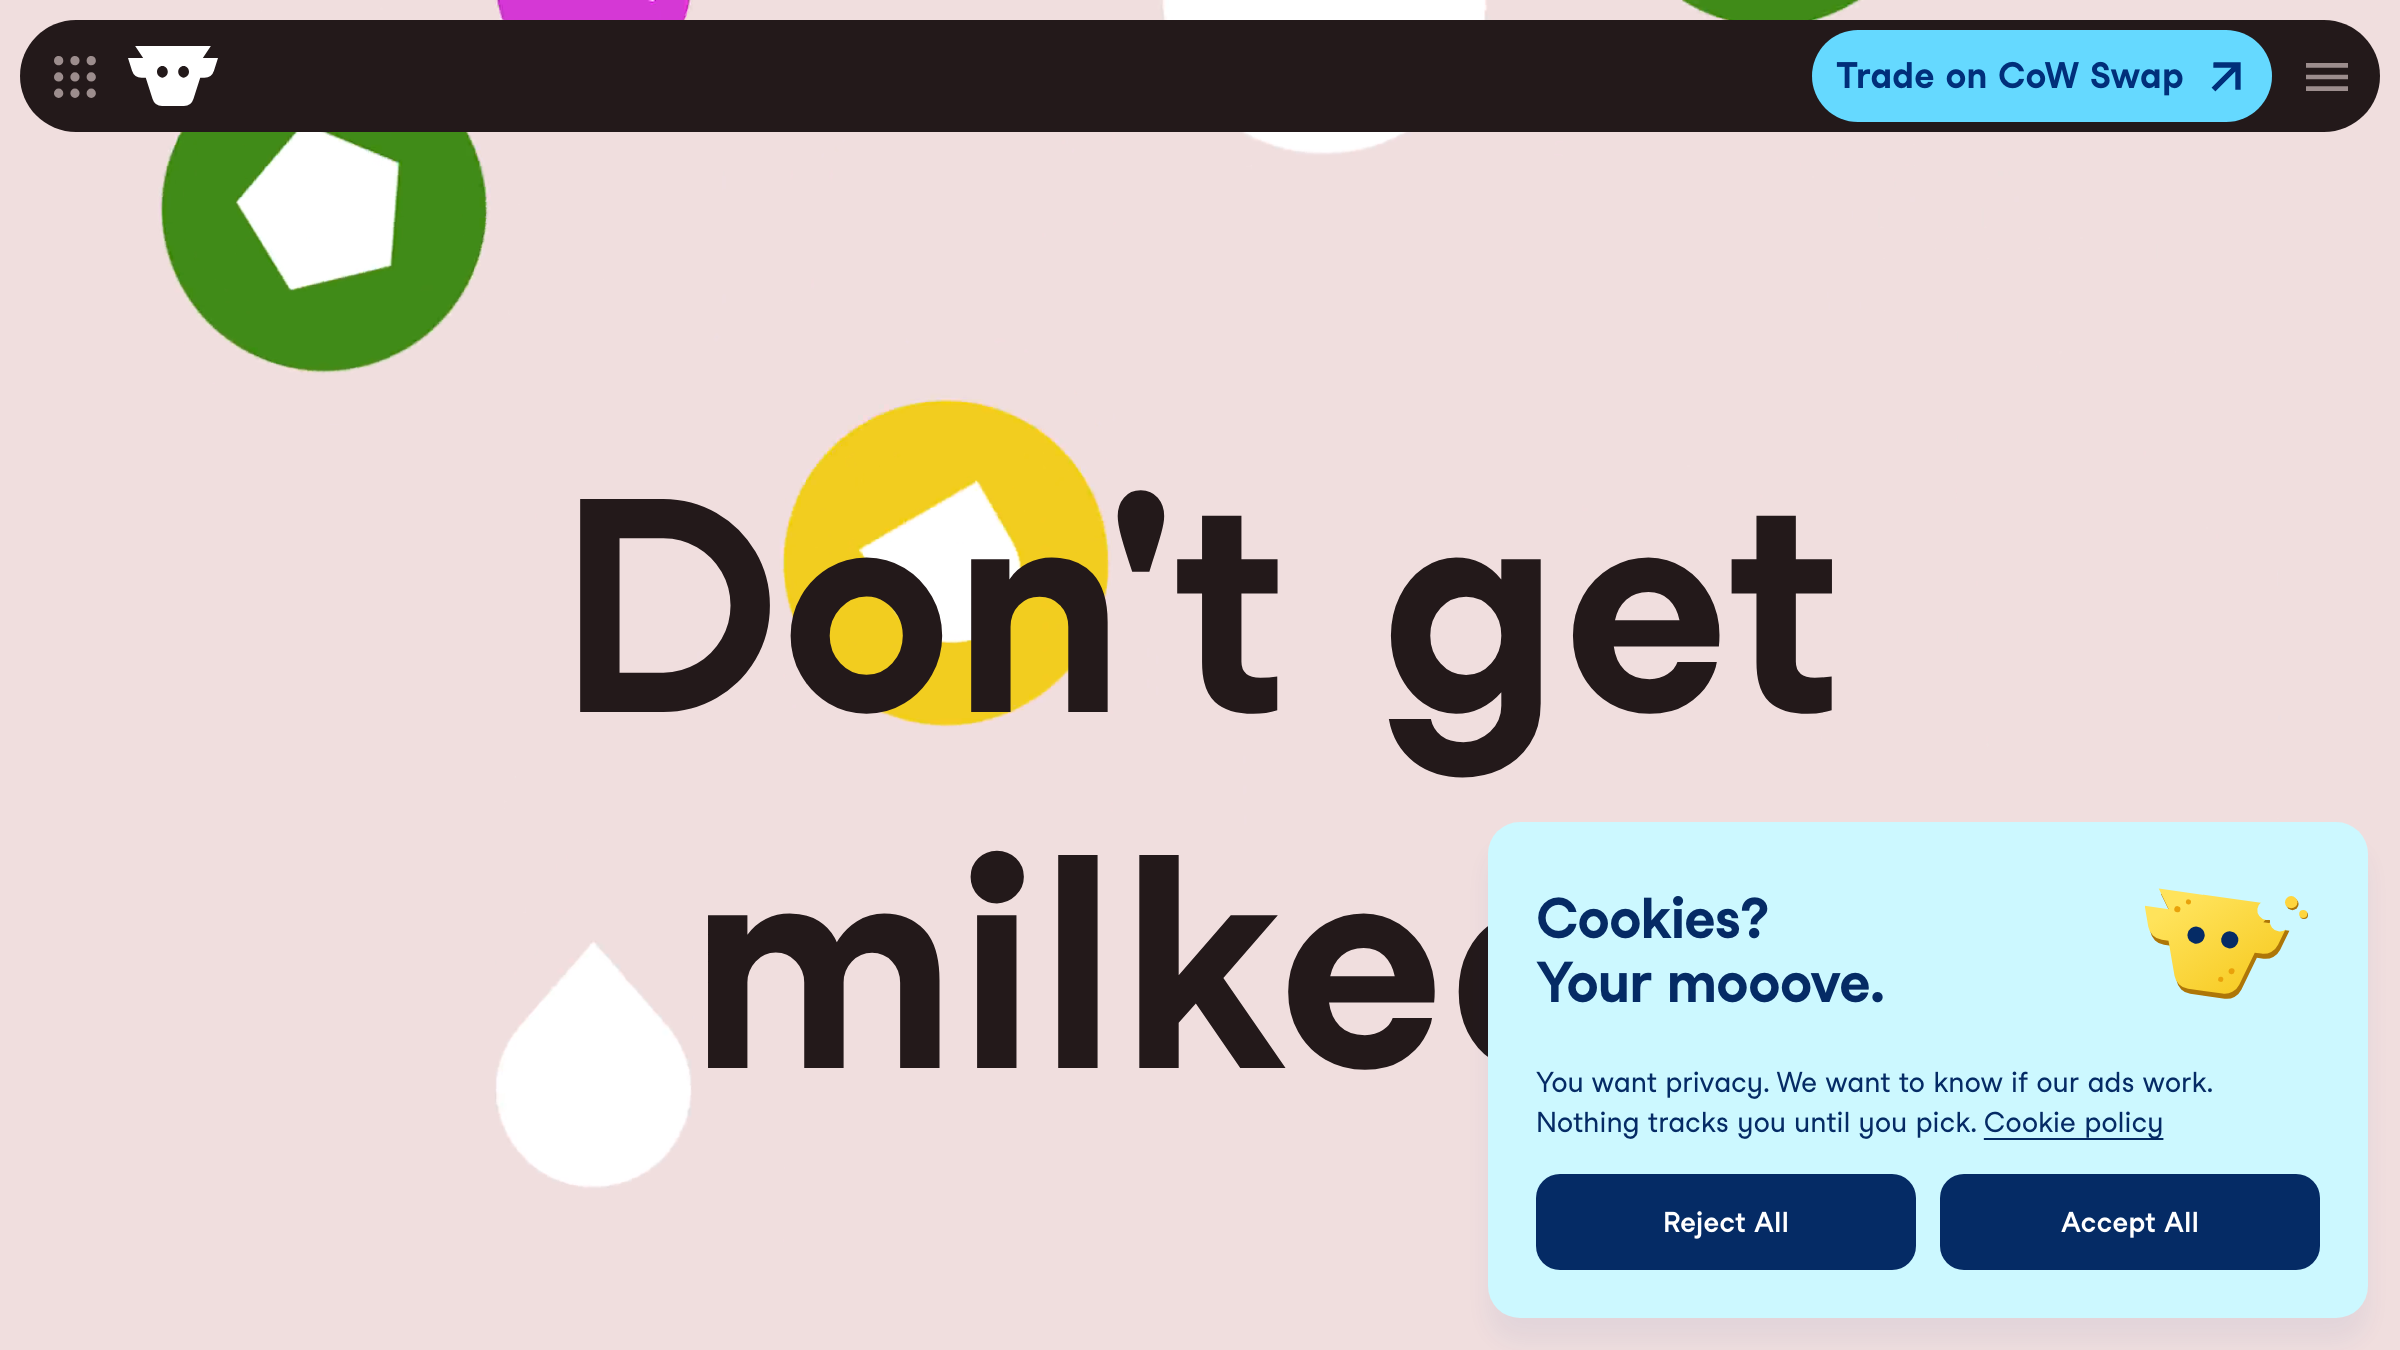 Trade on CoW Swap
Don't get
milked
Cookies?
Your mooove.
You want privacy. We want to know if our ads work.
Nothing tracks you until you pick. Cookie policy
Reject All
Accept All